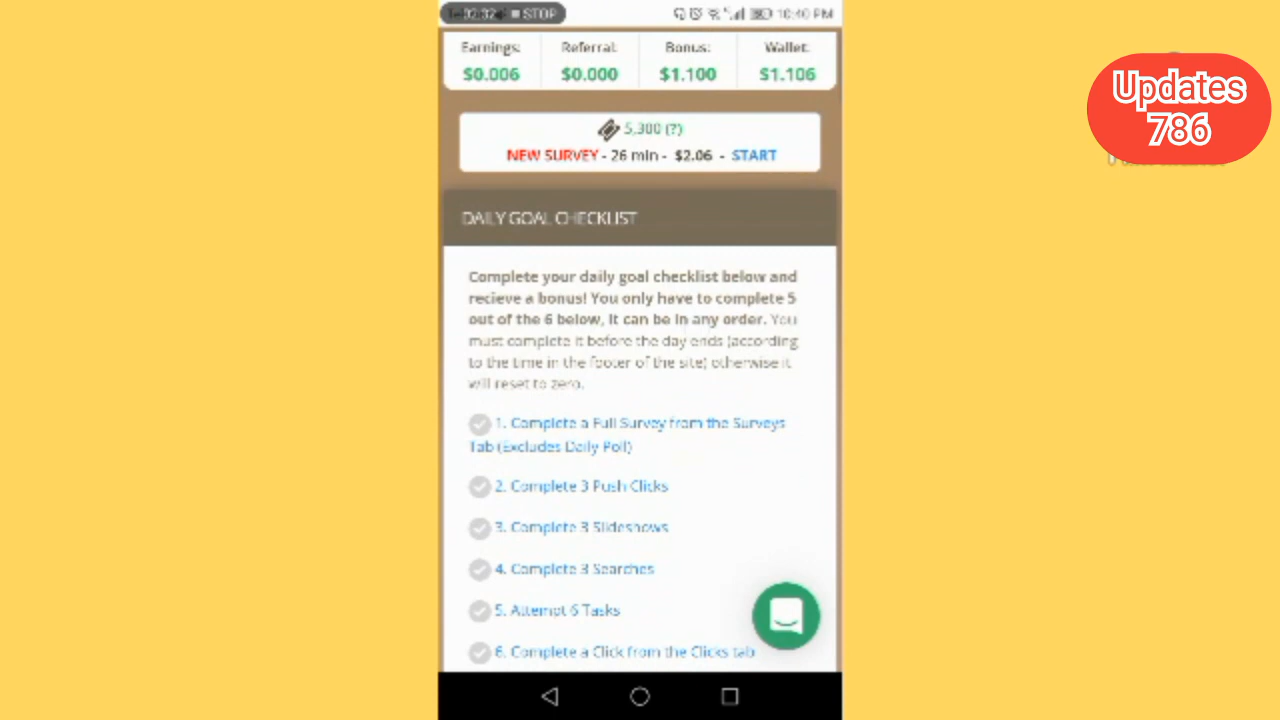 02:02 STOP
10:40 PM
Updates
786
Earnings: Referral: Bonus: Wallet:
$0.006 $0.000 $1.100 $1.106
5,300 (?)
NEW SURVEY - 26 min - $2.06 - START
DAILY GOAL CHECKLIST
Complete your daily goal checklist below and
recieve a bonus! You only have to complete 5
out of the 6 below, it can be in any order. You
must complete it before the day ends (according
to the time in the footer of the site) otherwise it
will reset to zero.
1. Complete a Full Survey from the Surveys
Tab (Excludes Daily Poll)
2. Complete 3 Push Clicks
3. Complete 3 Slideshows
4. Complete 3 Searches
5. Attempt 6 Tasks
6. Complete a Click from the Clicks tab